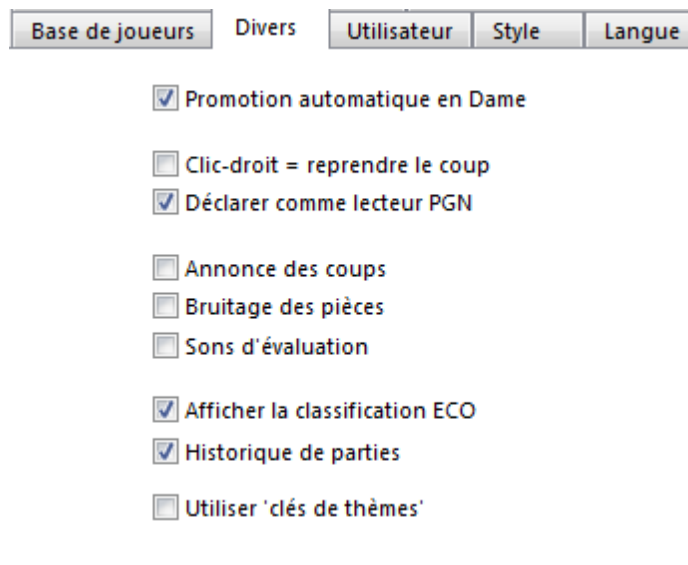 Base de joueurs Divers Utilisateur Style Langue
Promotion automatique en Dame
Clic-droit = reprendre le coup
Déclarer comme lecteur PGN
Annonce des coups
Bruitage des pièces
Sons d'évaluation
Afficher la classification ECO
Historique de parties
Utiliser 'clés de thèmes'